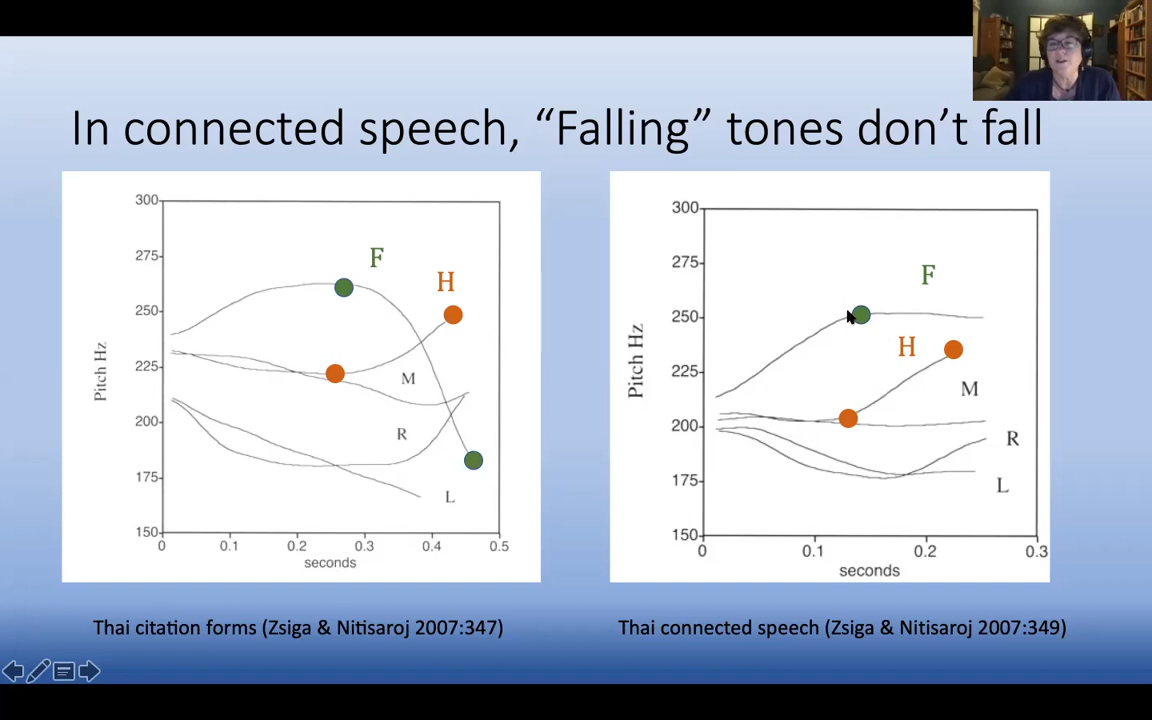 In connected speech, “Falling” tones don’t fall
300
275
250
225
200
175
150
Pitch Hz
F
H
M
R
L
0
0.1
0.2
0.3
0.4
0.5
seconds
Thai citation forms (Zsiga & Nitisaroj 2007:347)
300
275
250
225
200
175
150
Pitch Hz
F
H
M
R
L
0
0.1
0.2
0.3
seconds
Thai connected speech (Zsiga & Nitisaroj 2007:349)